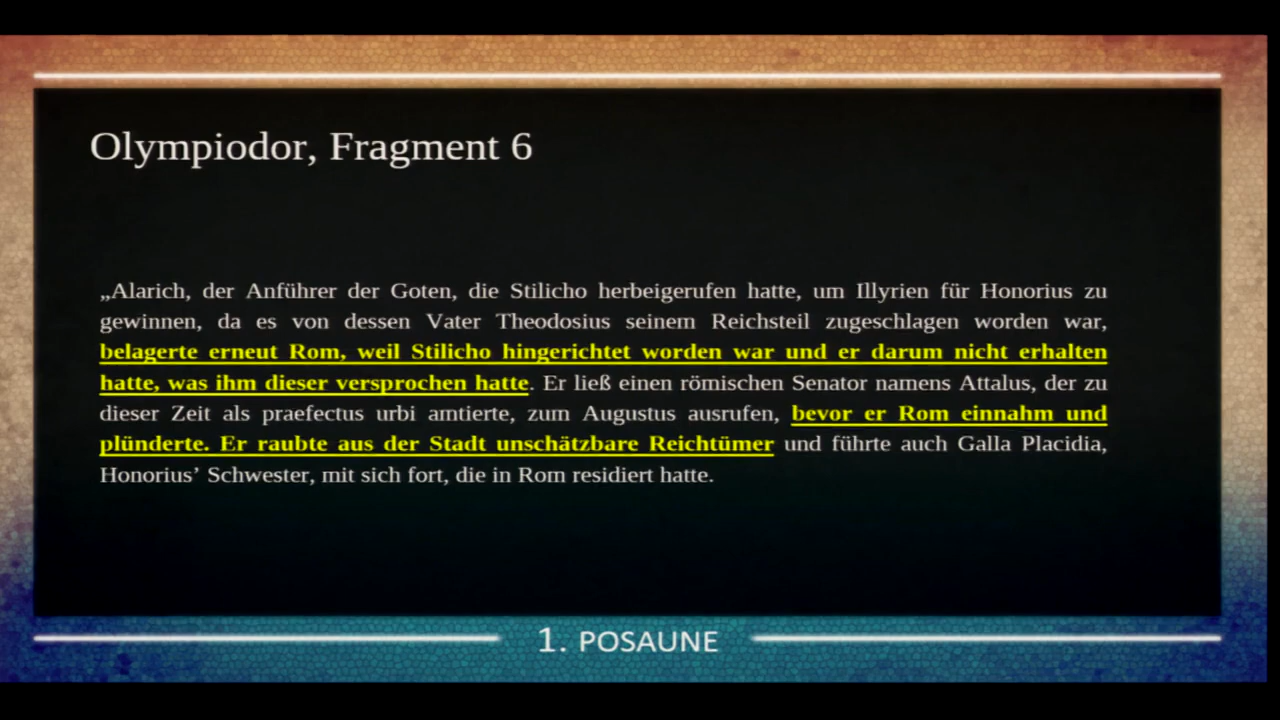 Olympiodor, Fragment 6
„Alarich, der Anführer der Goten, die Stilicho herbeigerufen hatte, um Illyrien für Honorius zu
gewinnen, da es von dessen Vater Theodosius seinem Reichsteil zugeschlagen worden war,
belagerte erneut Rom, weil Stilicho hingerichtet worden war und er darum nicht erhalten
hatte, was ihm dieser versprochen hatte. Er ließ einen römischen Senator namens Attalus, der zu
dieser Zeit als praefectus urbi amtierte, zum Augustus ausrufen, bevor er Rom einnahm und
plünderte. Er raubte aus der Stadt unschätzbare Reichtümer und führte auch Galla Placidia,
Honorius’ Schwester, mit sich fort, die in Rom residiert hatte.
1. POSAUNE